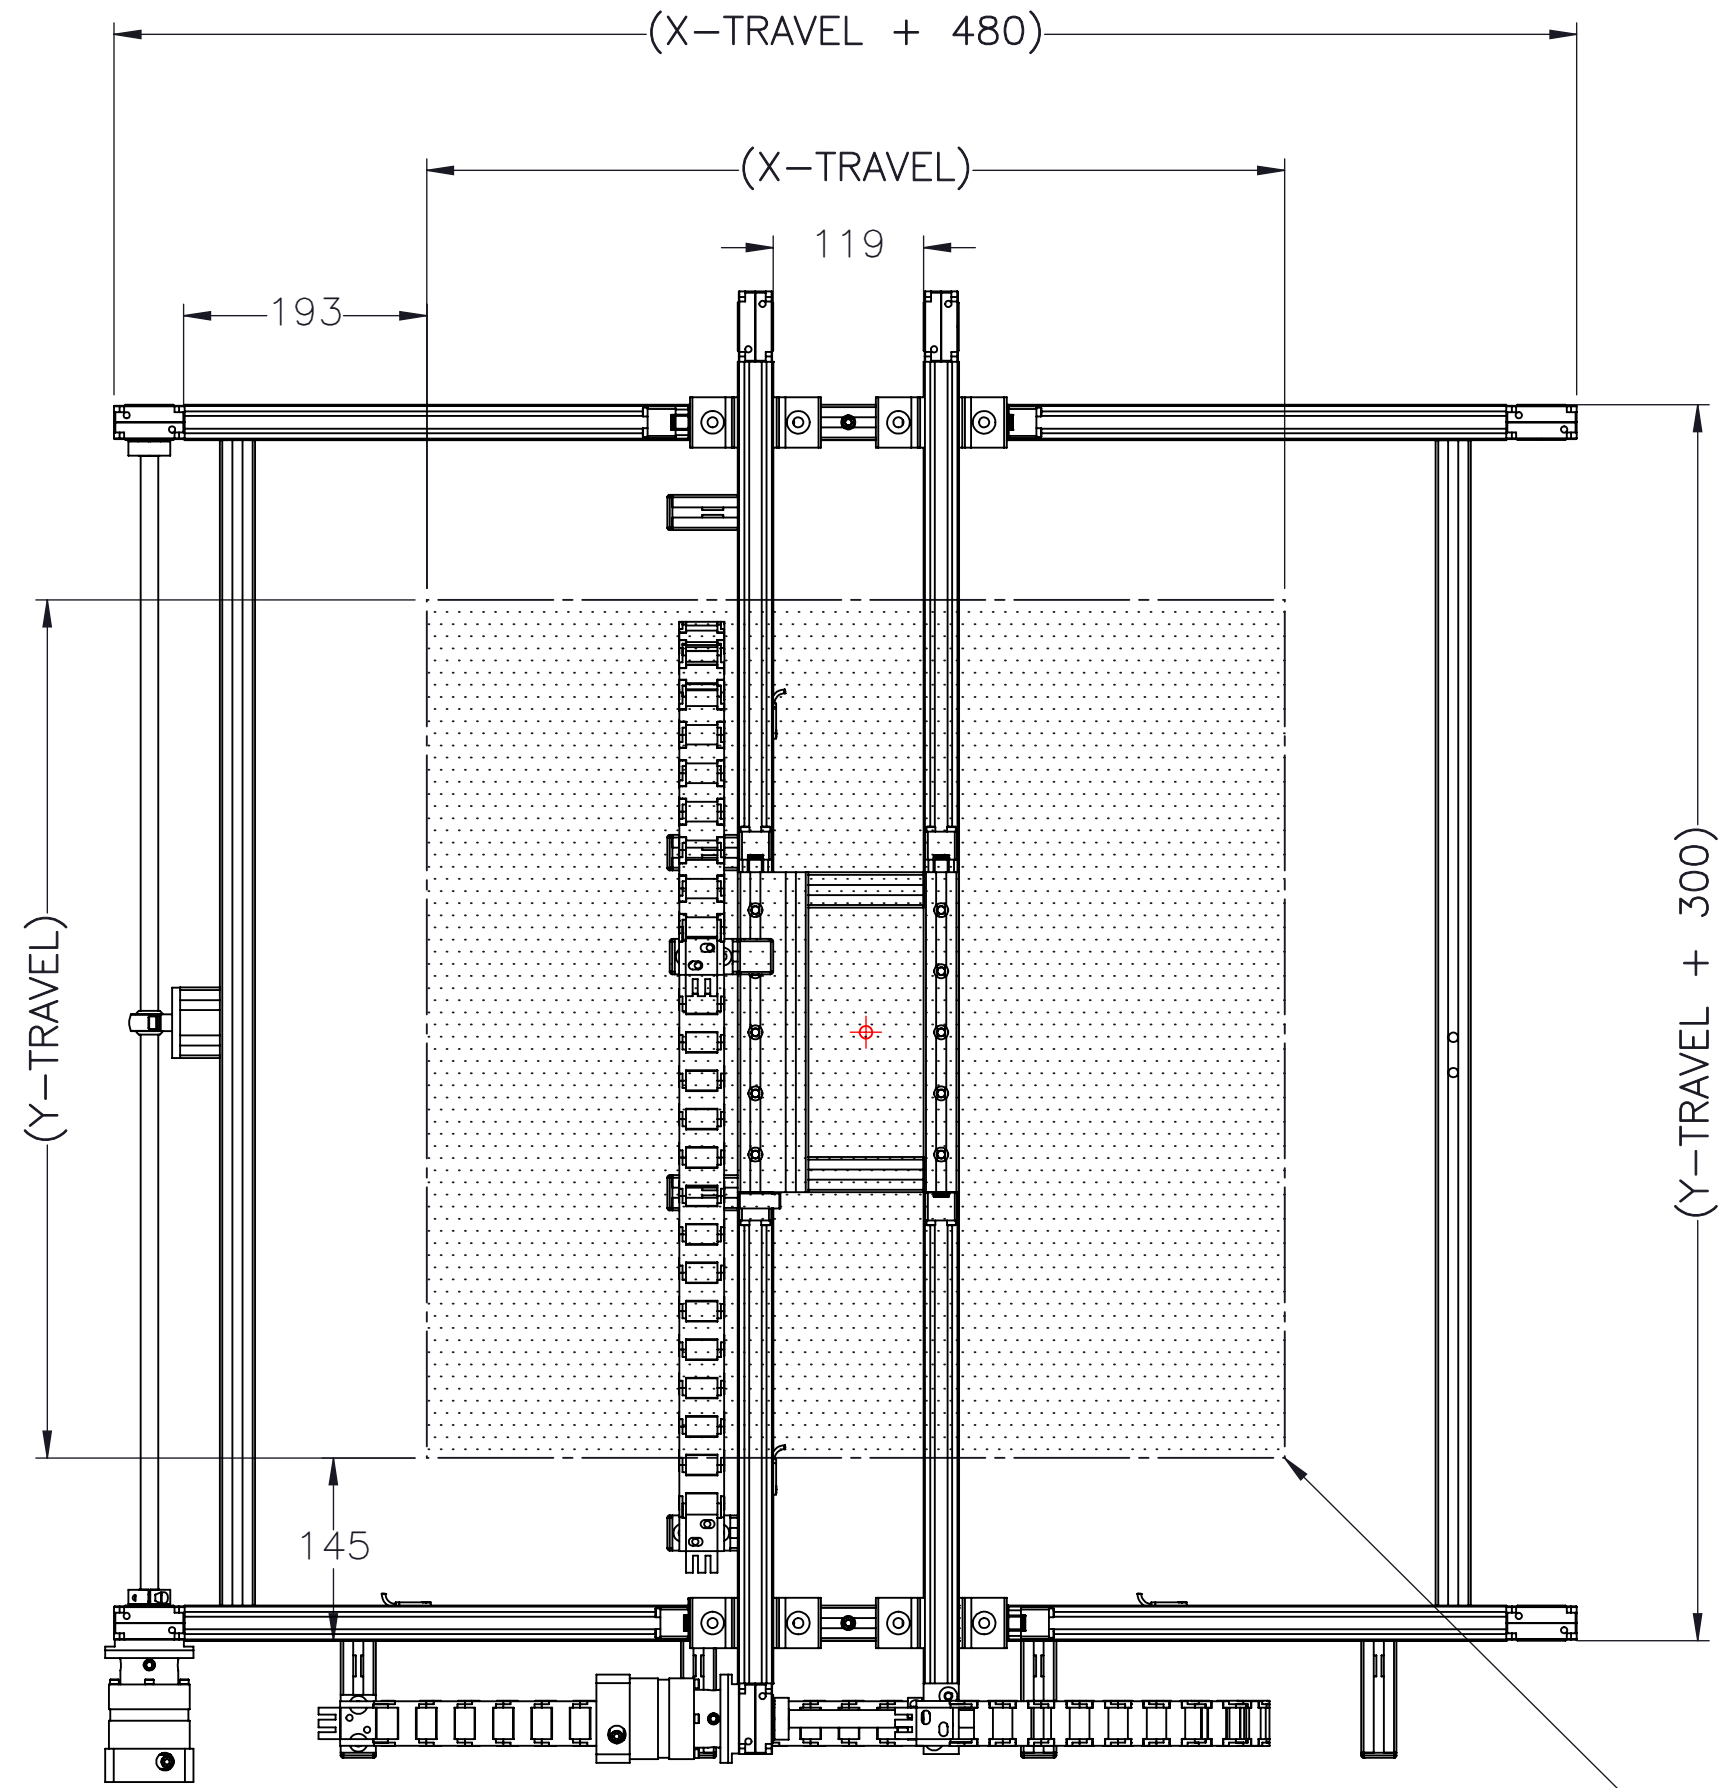 (X-TRAVEL + 480)
(X-TRAVEL)
119
193
(Y-TRAVEL)
(Y-TRAVEL + 300)
145